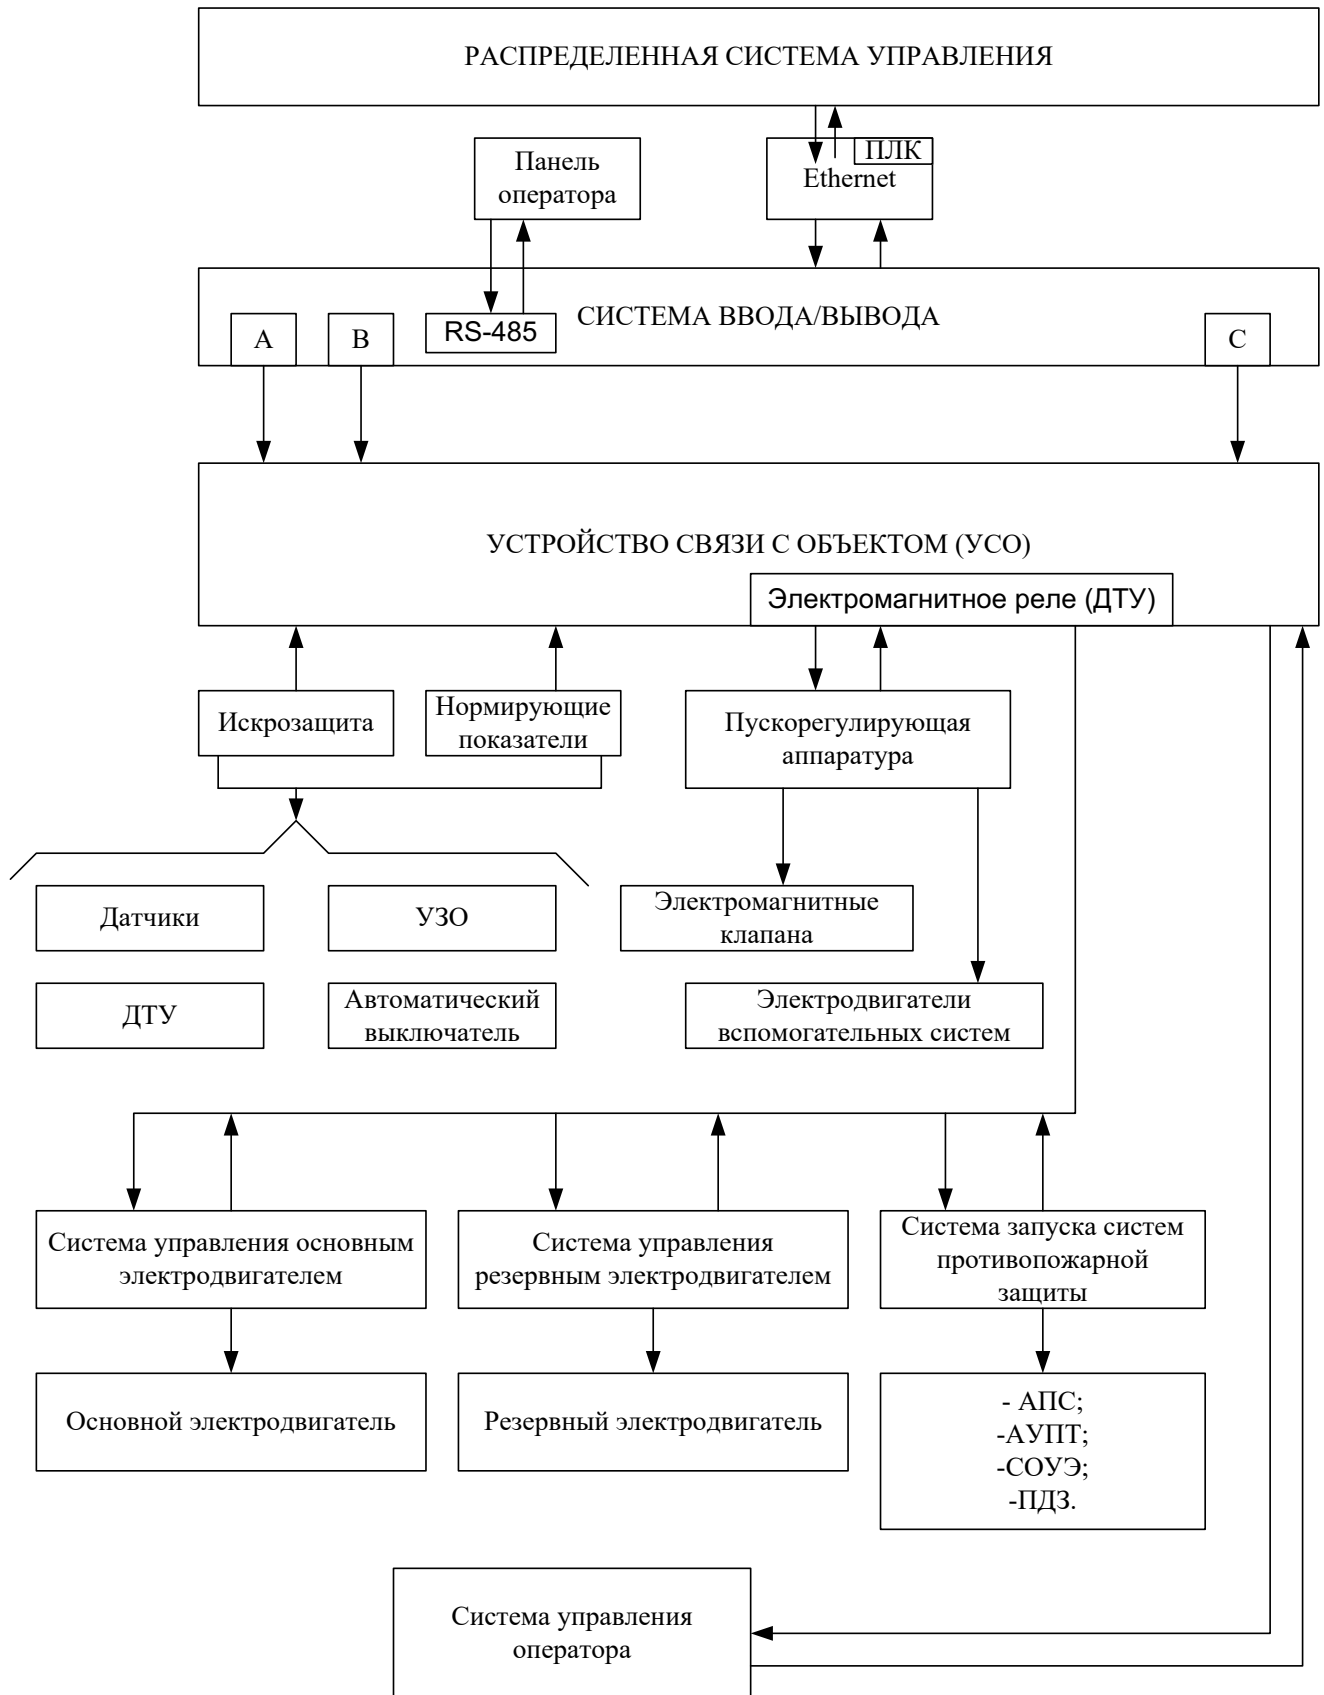 РАСПРЕДЕЛЕННАЯ СИСТЕМА УПРАВЛЕНИЯ
Панель
оператора
ПЛК
Ethernet
СИСТЕМА ВВОДА/ВЫВОДА
A
B
RS-485
C
УСТРОЙСТВО СВЯЗИ С ОБЪЕКТОМ (УСО)
Электромагнитное реле (ДТУ)
Искрозащита
Нормирующие
показатели
Пускорегулирующая
аппаратура
Датчики
УЗО
Электромагнитные
клапана
ДТУ
Автоматический
выключатель
Электродвигатели
вспомогательных систем
Система управления основным
электродвигателем
Система управления
резервным электродвигателем
Система запуска систем
противопожарной
защиты
Основной электродвигатель
Резервный электродвигатель
- АПС;
-АУПТ;
-СОУЭ;
-ПДЗ.
Система управления
оператора